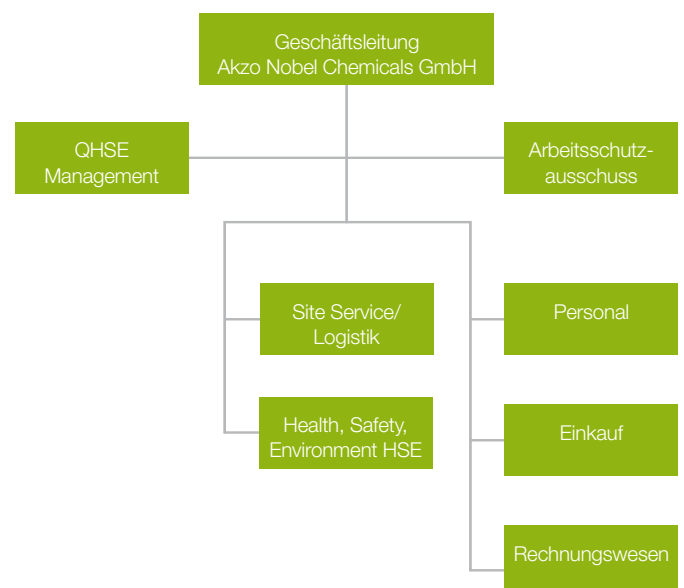 Geschäftsleitung
Akzo Nobel Chemicals GmbH
QHSE
Management
Arbeitsschutz-
ausschuss
Site Service/
Logistik
Personal
Health, Safety,
Environment HSE
Einkauf
Rechnungswesen